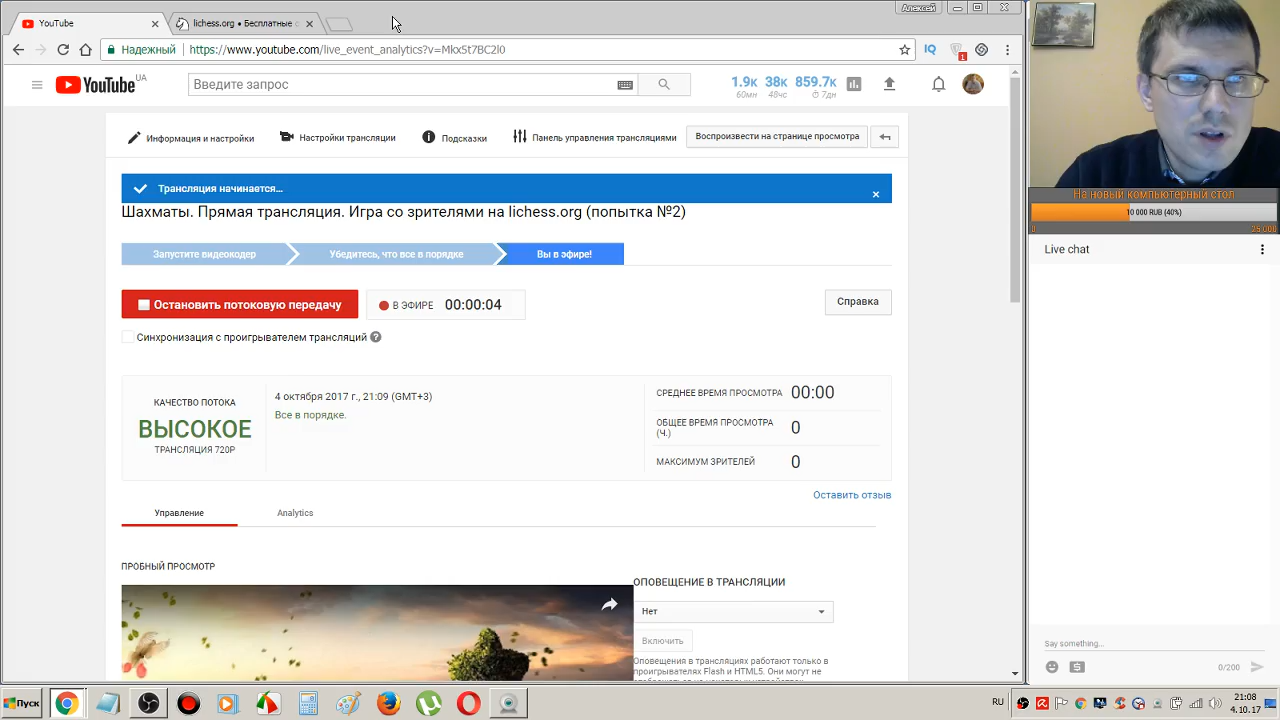 YouTube
lichess.org • Бесплатные
Алексей
Надежный
https://www.youtube.com/live_event_analytics?v=Mkx5t7BC2l0
IQ
1
YouTube
UA
Введите запрос
1.9к 38к 859.7к
60мн 48чс 7дн
Информация и настройки
Настройки трансляции
Подсказки
Панель управления трансляциями
Воспроизвести на странице просмотра
Трансляция начинается...
Шахматы. Прямая трансляция. Игра со зрителями на lichess.org (попытка №2)
Запустите видеокодер
Убедитесь, что все в порядке
Вы в эфире!
Остановить потоковую передачу
В ЭФИРЕ 00:00:04
Справка
Синхронизация с проигрывателем трансляций ?
КАЧЕСТВО ПОТОКА
ВЫСОКОЕ
ТРАНСЛЯЦИЯ 720P
4 октября 2017 г., 21:09 (GMT+3)
Все в порядке.
СРЕДНЕЕ ВРЕМЯ ПРОСМОТРА 00:00
ОБЩЕЕ ВРЕМЯ ПРОСМОТРА (Ч.) 0
МАКСИМУМ ЗРИТЕЛЕЙ 0
Оставить отзыв
Управление
Analytics
ПРОБНЫЙ ПРОСМОТР
ОПОВЕЩЕНИЕ В ТРАНСЛЯЦИИ
Нет
Включить
Оповещения в трансляциях работают только в
проигрывателях Flash и HTML5. Они могут не
На новый компьютерный стол
10 000 RUB (40%)
0
25 000
Live chat
Say something...
0/200
Пуск
RU
21:08
4.10.17